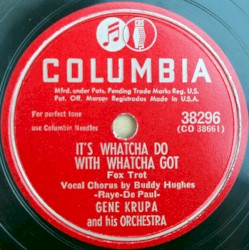 COLUMBIA
Mfrd. under Pats. Pending Trade Marks Reg. U.S.
Pat. Off. Marcas Registradas Made in U.S.A.
For perfect tone
use Columbia Needles
38296
(CO 38661)
IT'S WHATCHA DO
WITH WHATCHA GOT
Fox Trot
Vocal Chorus by Buddy Hughes
-Raye-De Paul-
GENE KRUPA
and his ORCHESTRA